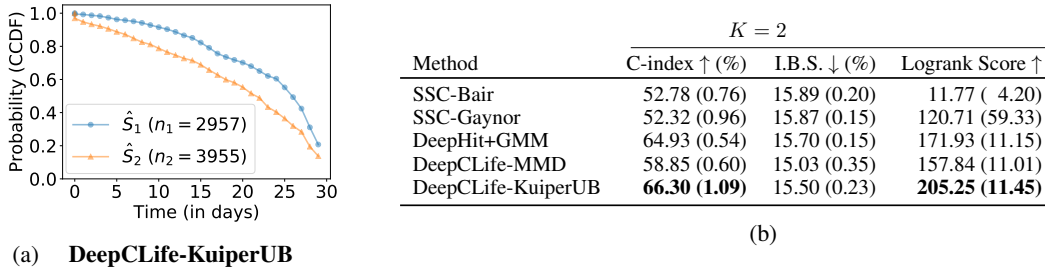 Probability (CCDF)
1.0
0.8
0.6
0.4
0.2
0.0
Ŝ₁ (n₁ = 2957)
Ŝ₂ (n₂ = 3955)
0 5 10 15 20 25 30
Time (in days)
(a) DeepCLife-KuiperUB
K = 2
Method C-index ↑ (%) I.B.S. ↓ (%) Logrank Score ↑
SSC-Bair 52.78 (0.76) 15.89 (0.20) 11.77 ( 4.20)
SSC-Gaynor 52.32 (0.96) 15.87 (0.15) 120.71 (59.33)
DeepHit+GMM 64.93 (0.54) 15.70 (0.15) 171.93 (11.15)
DeepCLife-MMD 58.85 (0.60) 15.03 (0.35) 157.84 (11.01)
DeepCLife-KuiperUB 66.30 (1.09) 15.50 (0.23) 205.25 (11.45)
(b)